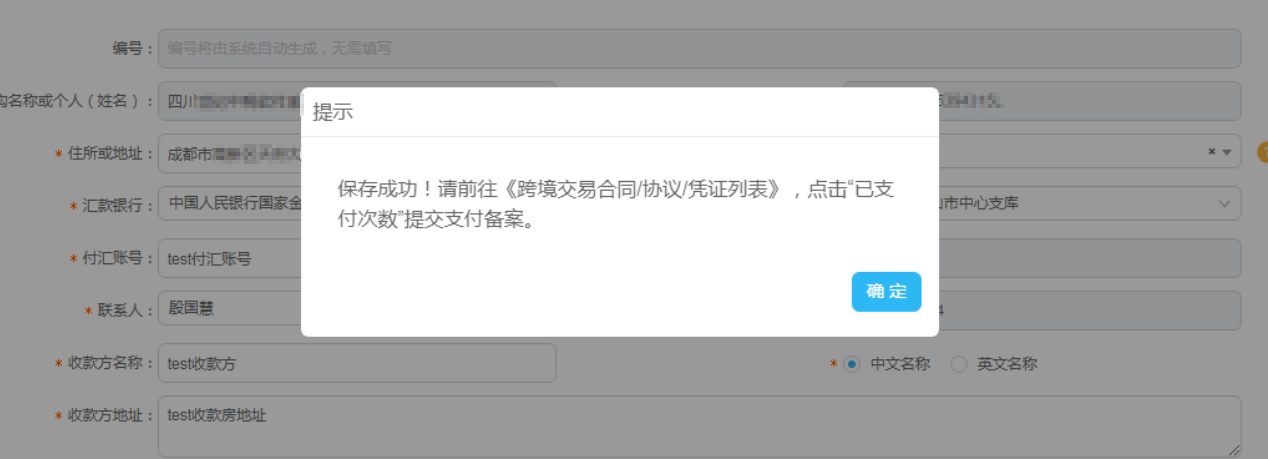 编号：
编号将由系统自动生成，无需填写
构名称或个人（姓名）：
四川
提示
* 住所或地址：
成都市
保存成功！请前往《跨境交易合同/协议/凭证列表》，点击“已支
付次数”提交支付备案。
* 汇款银行：
中国人民银行国家金
山市中心支库
* 付汇账号：
test付汇账号
确 定
* 联系人：
殷国慧
4
* 收款方名称：
test收款方
* 中文名称
英文名称
* 收款方地址：
test收款房地址